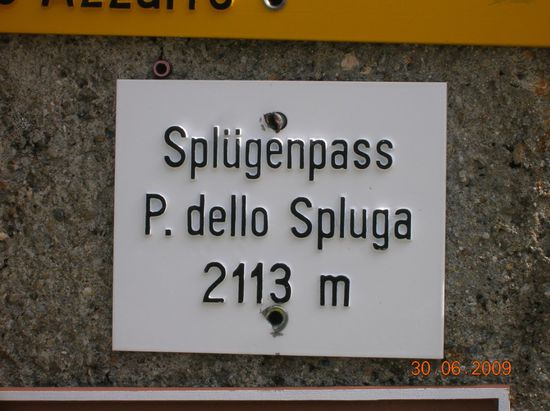 Splügenpass
P. dello Spluga
2113 m
30 06 2009